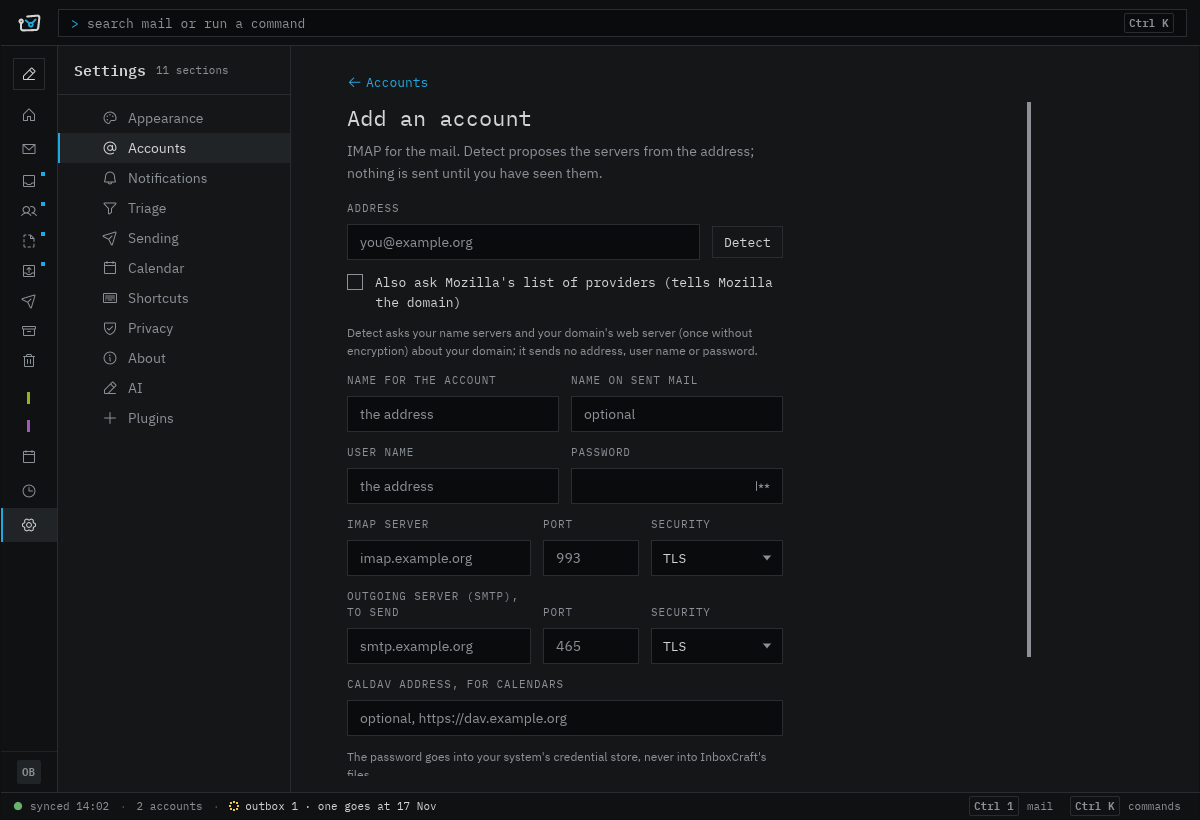 > search mail or run a command
Ctrl K
Settings 11 sections
Appearance
Accounts
Notifications
Triage
Sending
Calendar
Shortcuts
Privacy
About
AI
Plugins
OB
← Accounts
Add an account
IMAP for the mail. Detect proposes the servers from the address;
nothing is sent until you have seen them.
ADDRESS
you@example.org
Detect
Also ask Mozilla's list of providers (tells Mozilla
the domain)
Detect asks your name servers and your domain's web server (once without
encryption) about your domain; it sends no address, user name or password.
NAME FOR THE ACCOUNT
NAME ON SENT MAIL
the address
optional
USER NAME
PASSWORD
the address
IMAP SERVER
PORT
SECURITY
imap.example.org
993
TLS
OUTGOING SERVER (SMTP),
TO SEND
PORT
SECURITY
smtp.example.org
465
TLS
CALDAV ADDRESS, FOR CALENDARS
optional, https://dav.example.org
The password goes into your system's credential store, never into InboxCraft's
files.
synced 14:02 · 2 accounts · outbox 1 · one goes at 17 Nov
Ctrl 1 mail Ctrl K commands